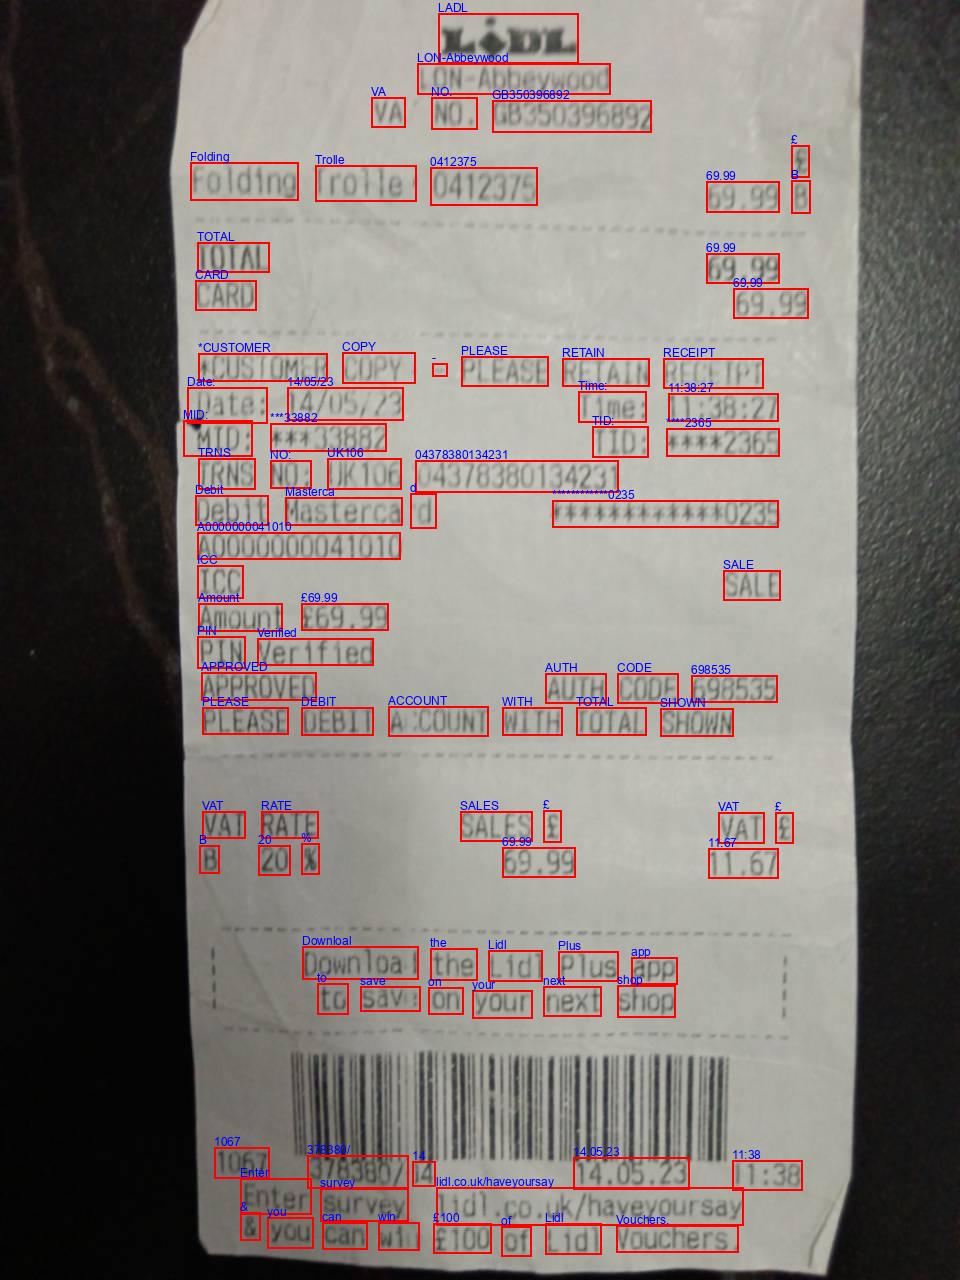 LIDL
LON-Abbeywood
VA NO. GB350396892
£
Folding Trolle 0412375 69.99 B
TOTAL 69.99
CARD 69.99
*CUSTOMER COPY - PLEASE RETAIN RECEIPT
Date: 14/05/23 Time: 11:38:27
MID: ***33882 TID: ****2365
TRNS NO: UK106 04378380134231
Debit Mastercard ************0235
A0000000041010
ICC SALE
Amount £69.99
PIN Verified
APPROVED AUTH CODE 698535
PLEASE DEBIT ACCOUNT WITH TOTAL SHOWN
VAT RATE SALES £ VAT £
B 20 % 69.99 11.67
Download the Lidl Plus app
to save on your next shop
1067 378380/14 14.05.23 11:38
Enter survey lidl.co.uk/haveyoursay
& you can win £100 of Lidl Vouchers.